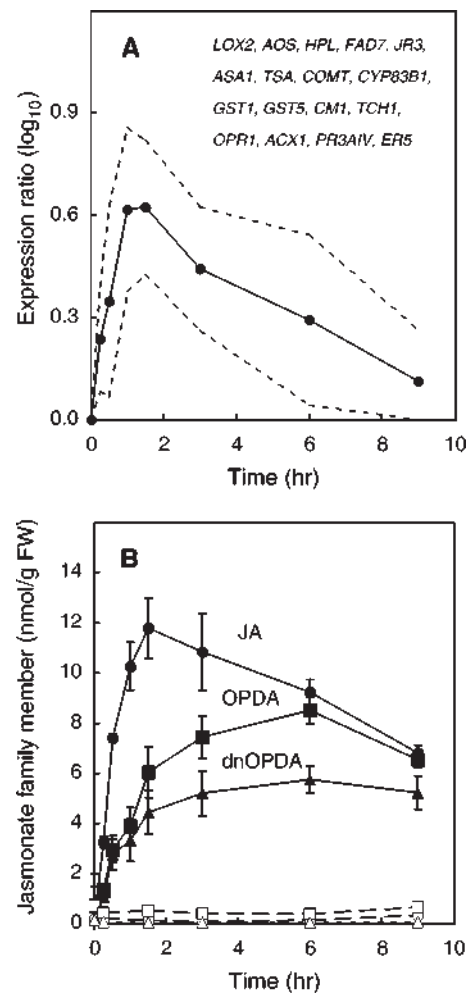 A
LOX2, AOS, HPL, FAD7, JR3,
ASA1, TSA, COMT, CYP83B1,
GST1, GST5, CM1, TCH1,
OPR1, ACX1, PR3AIV, ER5
Expression ratio (log10)
0.9
0.6
0.3
0.0
0 2 4 6 8 10
Time (hr)
B
Jasmonate family member (nmol/g FW)
14
12
10
8
6
4
2
0
JA
OPDA
dnOPDA
0 2 4 6 8 10
Time (hr)